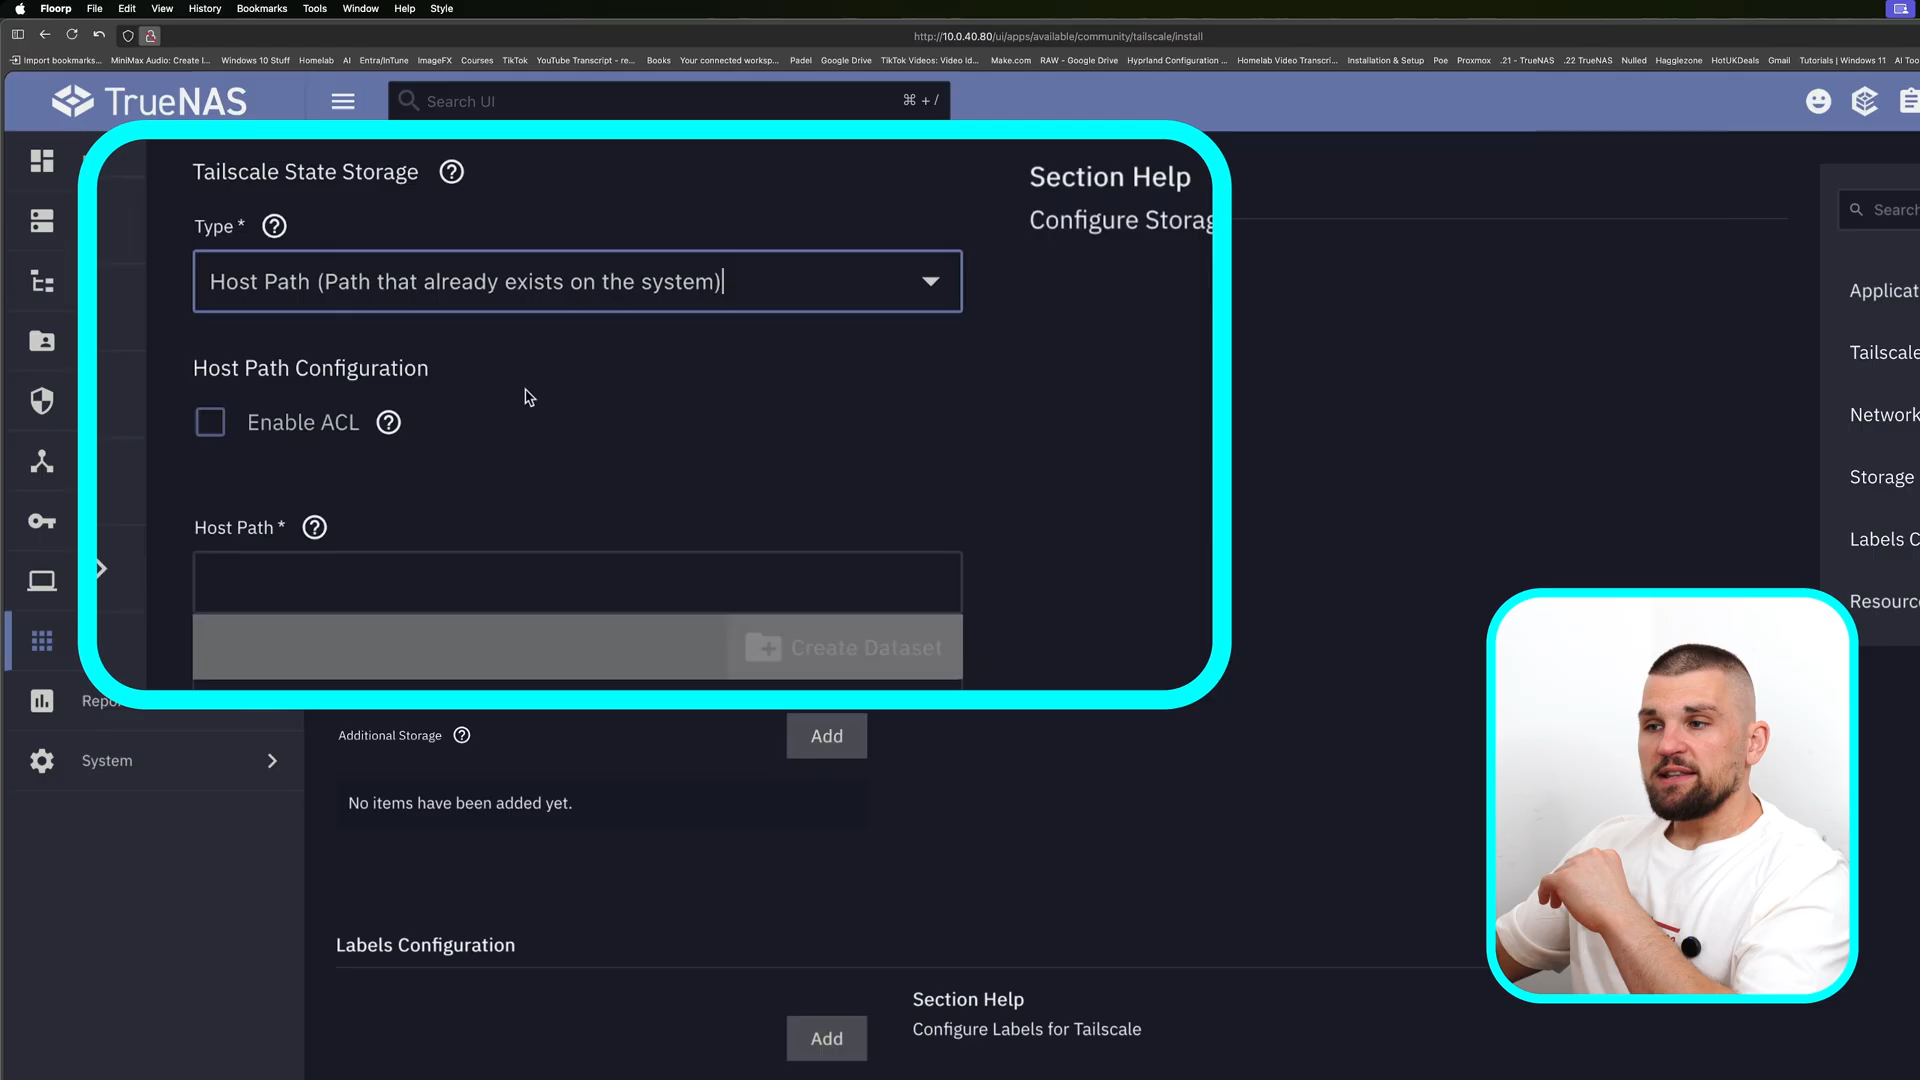 Floorp File Edit View History Bookmarks Tools Window Help Style
http://10.0.40.80/ui/apps/available/community/tailscale/install
Import bookmarks... MiniMax Audio: Create I... Windows 10 Stuff Homelab AI Entra/InTune ImageFX Courses TikTok YouTube Transcript - re... Books Your connected worksp... Padel Google Drive TikTok Videos: Video Id... Make.com RAW - Google Drive Hyprland Configuration ... Homelab Video Transcri... Installation & Setup Poe Proxmox .21 - TrueNAS .22 TrueNAS Nulled Hagglezone HotUKDeals Gmail Tutorials | Windows 11 AI Too
TrueNAS
Search UI
⌘ + /
Tailscale State Storage
Type *
Host Path (Path that already exists on the system)
Host Path Configuration
Enable ACL
Host Path *
Create Dataset
Section Help
Configure Storag
Search
Applicat
Tailscale
Network
Storage
Labels C
Resourc
Repo
System
Additional Storage
Add
No items have been added yet.
Labels Configuration
Section Help
Configure Labels for Tailscale
Add